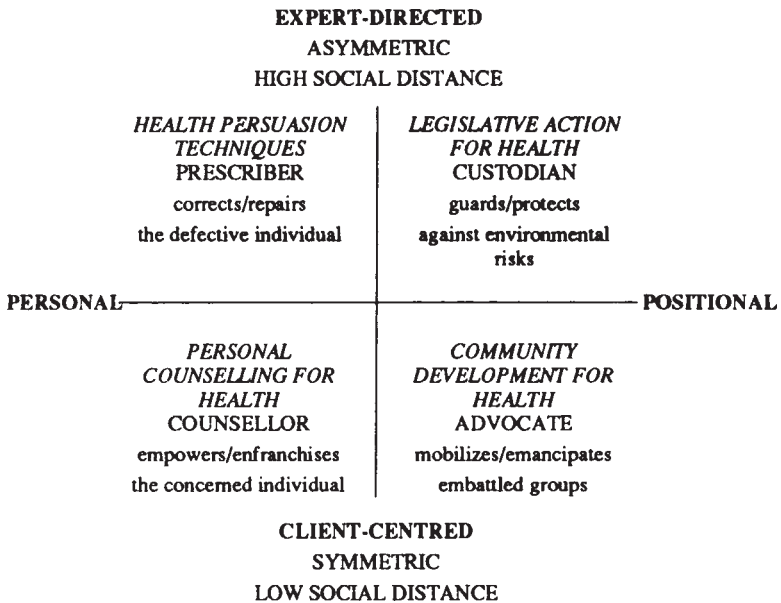 EXPERT-DIRECTED
ASYMMETRIC
HIGH SOCIAL DISTANCE
HEALTH PERSUASION
TECHNIQUES
PRESCRIBER
corrects/repairs
the defective individual
LEGISLATIVE ACTION
FOR HEALTH
CUSTODIAN
guards/protects
against environmental
risks
PERSONAL
POSITIONAL
PERSONAL
COUNSELLING FOR
HEALTH
COUNSELLOR
empowers/enfranchises
the concerned individual
COMMUNITY
DEVELOPMENT FOR
HEALTH
ADVOCATE
mobilizes/emancipates
embattled groups
CLIENT-CENTRED
SYMMETRIC
LOW SOCIAL DISTANCE